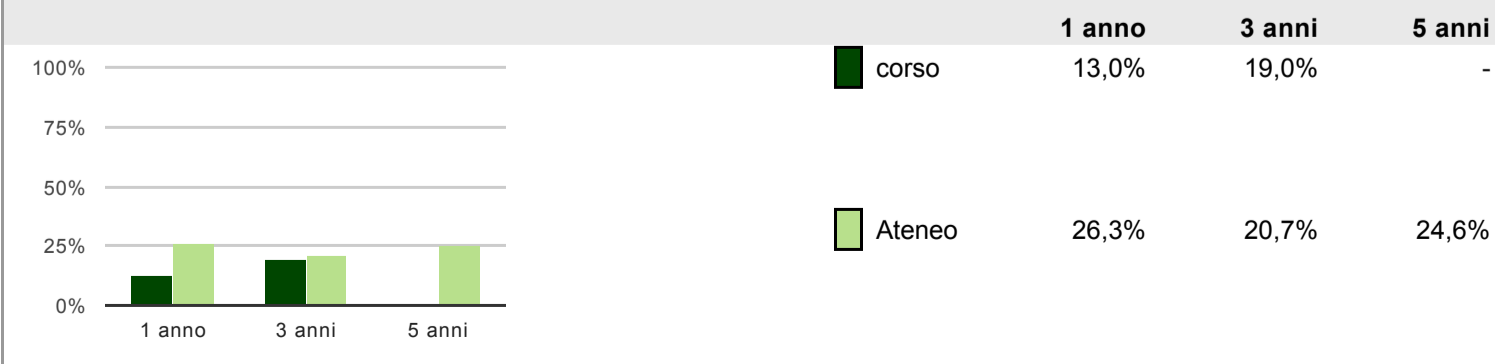 1 anno 3 anni 5 anni
100%
75%
50%
25%
0%
1 anno 3 anni 5 anni
corso 13,0% 19,0% -
Ateneo 26,3% 20,7% 24,6%